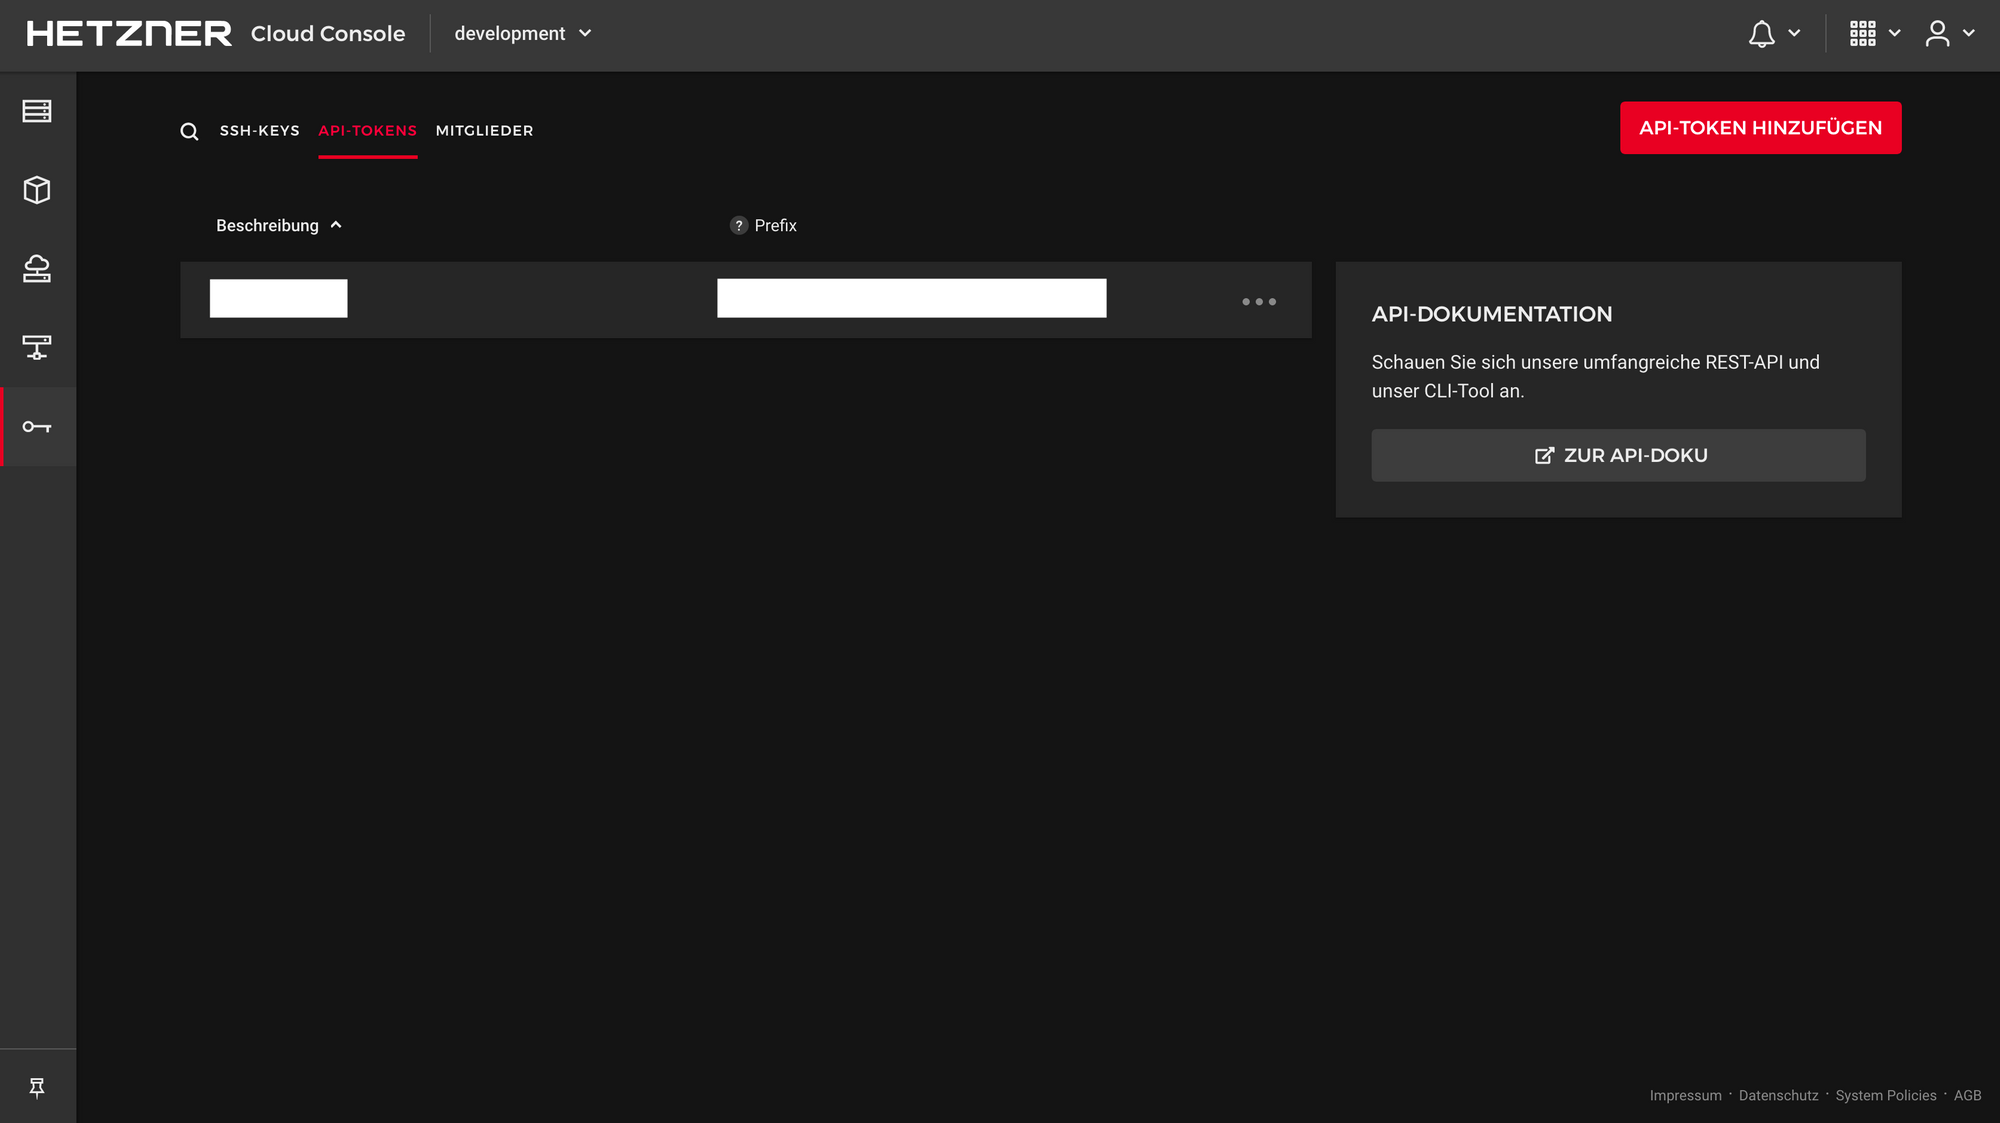 HETZNER Cloud Console development
SSH-KEYS API-TOKENS MITGLIEDER
API-TOKEN HINZUFÜGEN
Beschreibung ? Prefix
API-DOKUMENTATION
Schauen Sie sich unsere umfangreiche REST-API und
unser CLI-Tool an.
ZUR API-DOKU
Impressum · Datenschutz · System Policies · AGB